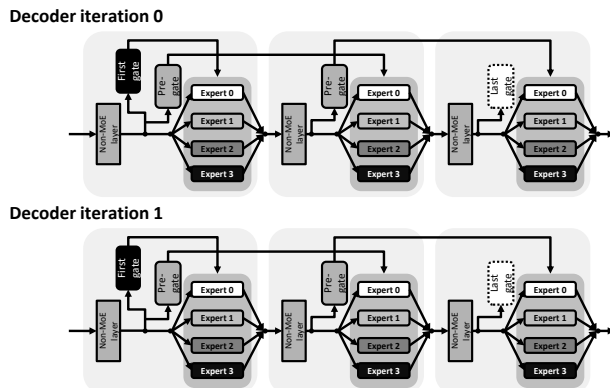 Decoder iteration 0
First gate
Pre-gate
Expert 0
Expert 1
Expert 2
Expert 3
Non-MoE layer
Pre-gate
Expert 0
Expert 1
Expert 2
Expert 3
Non-MoE layer
Last gate
Expert 0
Expert 1
Expert 2
Expert 3
Non-MoE layer
Decoder iteration 1
First gate
Pre-gate
Expert 0
Expert 1
Expert 2
Expert 3
Non-MoE layer
Pre-gate
Expert 0
Expert 1
Expert 2
Expert 3
Non-MoE layer
Last gate
Expert 0
Expert 1
Expert 2
Expert 3
Non-MoE layer